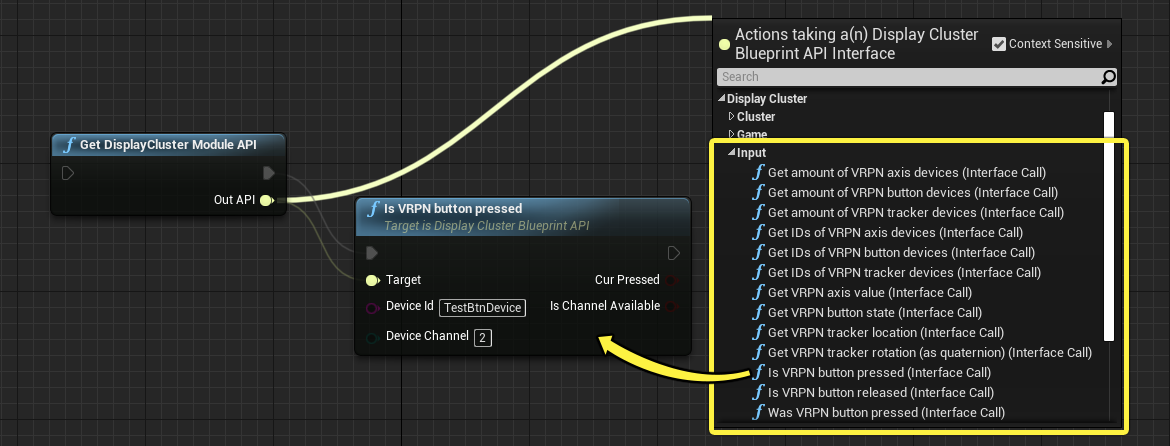 Get DisplayCluster Module API
Out API
Is VRPN button pressed
Target is Display Cluster Blueprint API
Target
Cur Pressed
Device Id TestBtnDevice
Is Channel Available
Device Channel 2
Actions taking a(n) Display Cluster
Blueprint API Interface
Context Sensitive
Search
Display Cluster
Cluster
Game
Input
Get amount of VRPN axis devices (Interface Call)
Get amount of VRPN button devices (Interface Call)
Get amount of VRPN tracker devices (Interface Call)
Get IDs of VRPN axis devices (Interface Call)
Get IDs of VRPN button devices (Interface Call)
Get IDs of VRPN tracker devices (Interface Call)
Get VRPN axis value (Interface Call)
Get VRPN button state (Interface Call)
Get VRPN tracker location (Interface Call)
Get VRPN tracker rotation (as quaternion) (Interface Call)
Is VRPN button pressed (Interface Call)
Is VRPN button released (Interface Call)
Was VRPN button pressed (Interface Call)